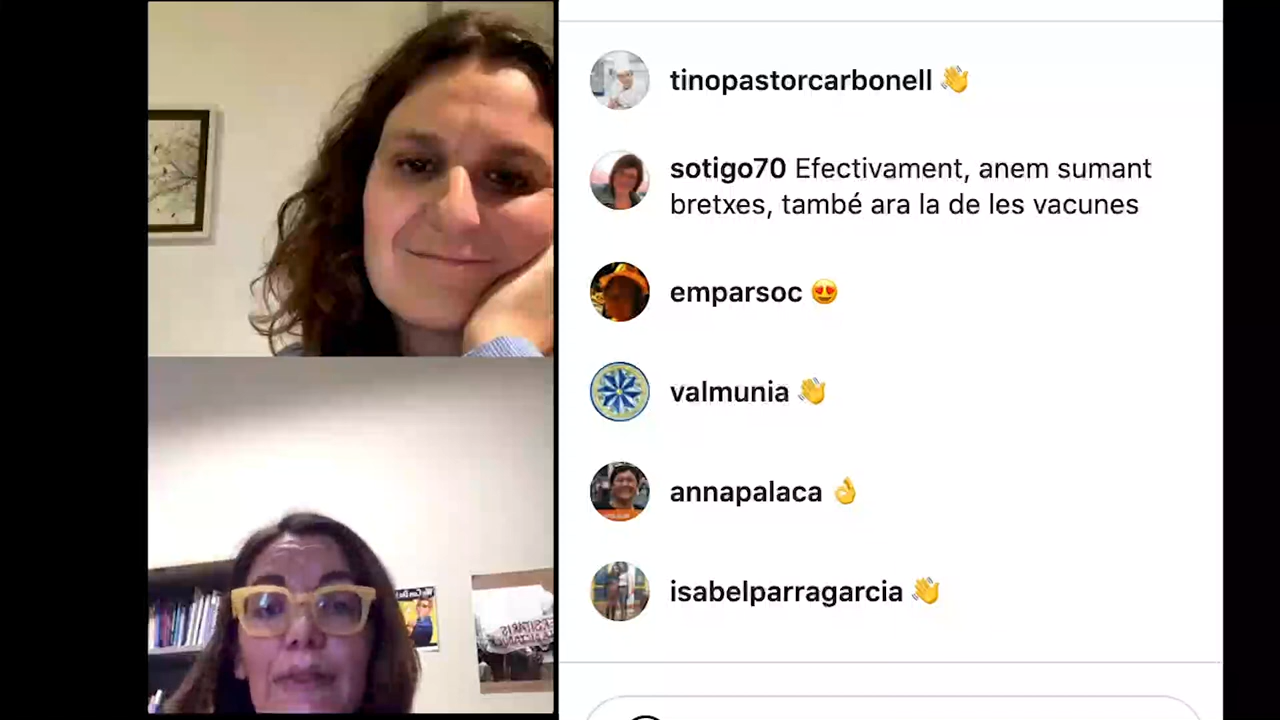 tinopastorcarbonell 👋
sotigo70 Efectivament, anem sumant
bretxes, també ara la de les vacunes
emparsoc 😍
valmunia 👋
annapalaca 👌
isabelparragarcia 👋